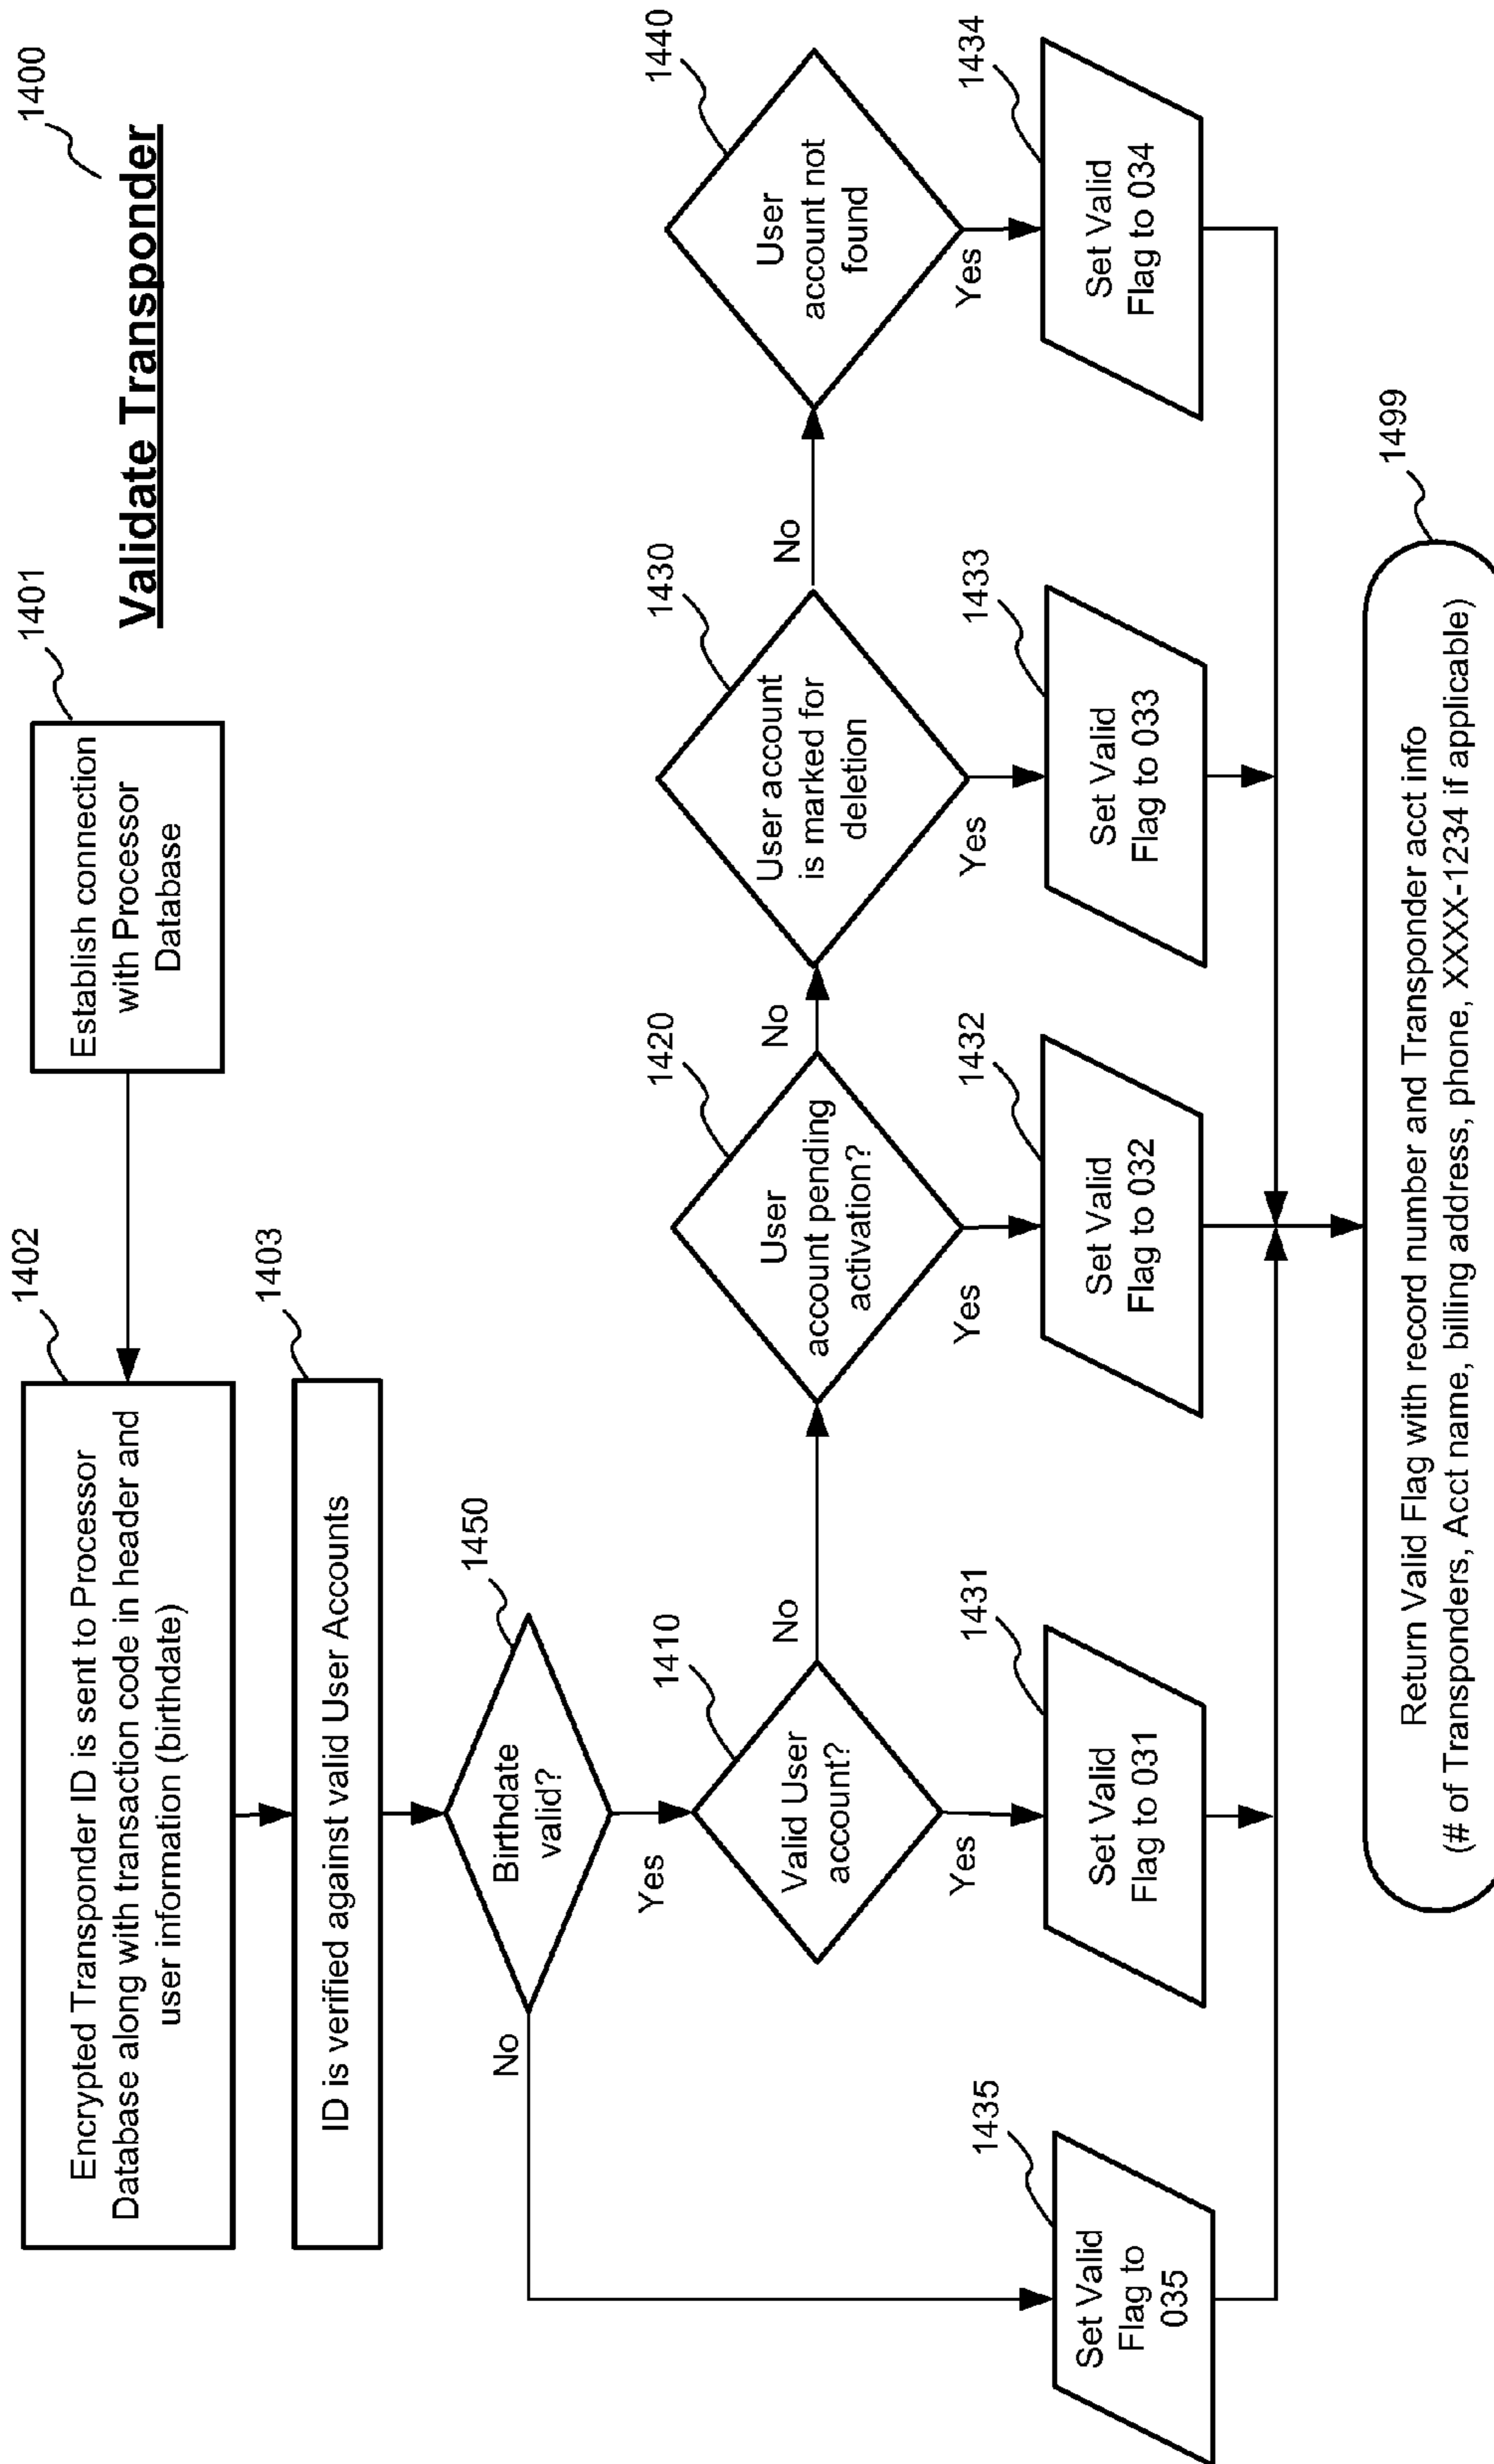 1400
Validate Transponder
1401
Establish connection
with Processor
Database
1402
Encrypted Transponder ID is sent to Processor
Database along with transaction code in header and
user information (birthdate)
1403
ID is verified against valid User Accounts
1450
Birthdate
valid?
No
Yes
1410
Valid User
account?
No
Yes
1420
User
account pending
activation?
No
Yes
1430
User account
is marked for
deletion
No
Yes
1440
User
account not
found
Yes
1435
Set Valid
Flag to
035
1431
Set Valid
Flag to 031
1432
Set Valid
Flag to 032
1433
Set Valid
Flag to 033
1434
Set Valid
Flag to 034
1499
Return Valid Flag with record number and Transponder acct info
(# of Transponders, Acct name, billing address, phone, XXXX-1234 if applicable)